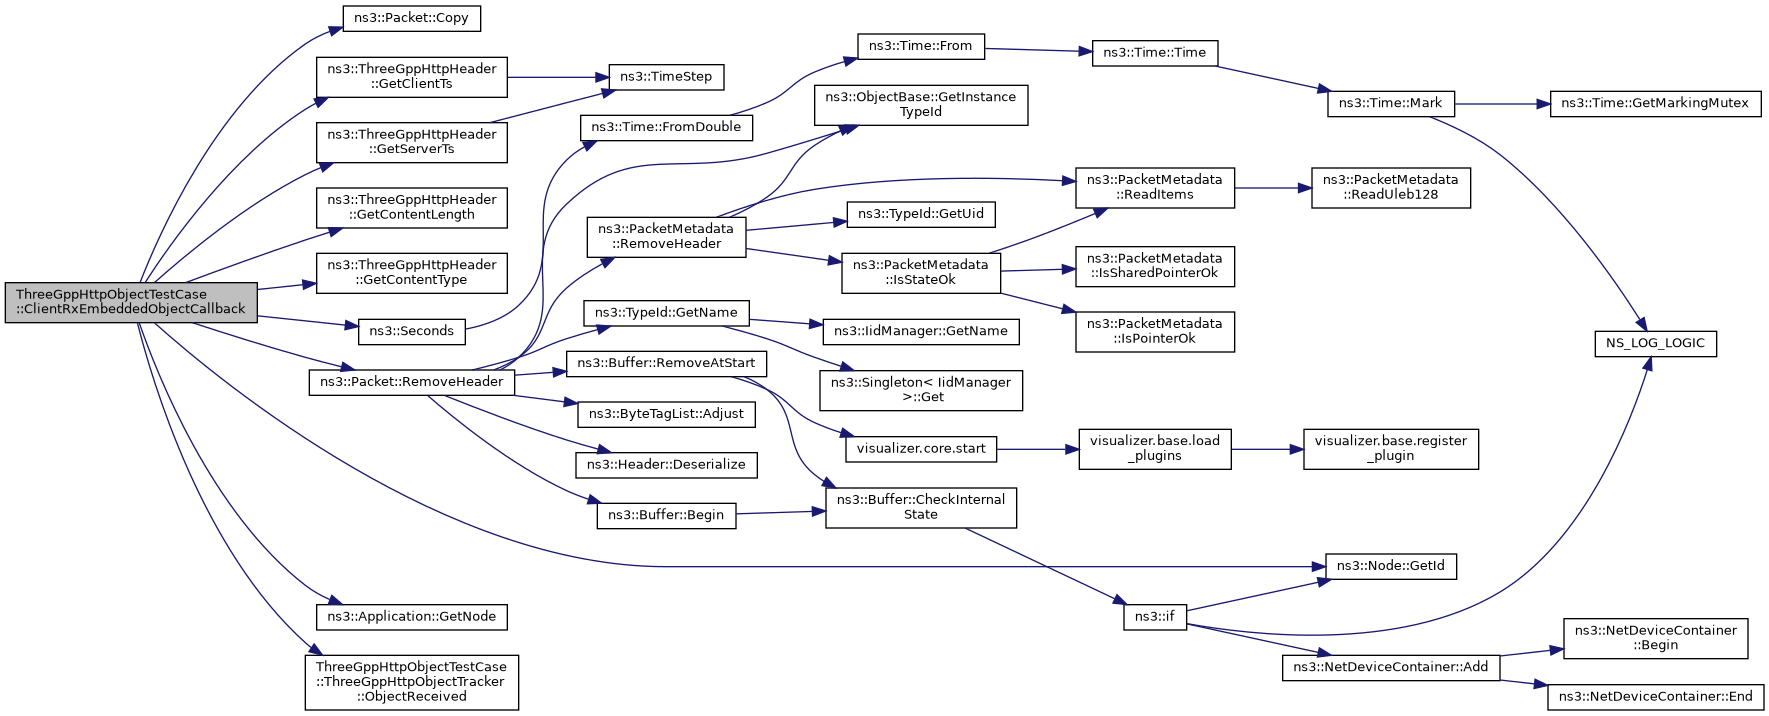 ThreeGppHttpObjectTestCase
::ClientRxEmbeddedObjectCallback
ns3::Packet::Copy
ns3::ThreeGppHttpHeader
::GetClientTs
ns3::ThreeGppHttpHeader
::GetServerTs
ns3::ThreeGppHttpHeader
::GetContentLength
ns3::ThreeGppHttpHeader
::GetContentType
ns3::Seconds
ns3::Packet::RemoveHeader
ns3::Application::GetNode
ThreeGppHttpObjectTestCase
::ThreeGppHttpObjectTracker
::ObjectReceived
ns3::TimeStep
ns3::Time::FromDouble
ns3::PacketMetadata
::RemoveHeader
ns3::TypeId::GetName
ns3::Buffer::RemoveAtStart
ns3::ByteTagList::Adjust
ns3::Header::Deserialize
ns3::Buffer::Begin
ns3::Time::From
ns3::ObjectBase::GetInstance
TypeId
ns3::TypeId::GetUid
ns3::PacketMetadata
::IsStateOk
ns3::IidManager::GetName
ns3::Singleton< IidManager
>::Get
visualizer.core.start
ns3::Buffer::CheckInternal
State
ns3::Time::Time
ns3::PacketMetadata
::ReadItems
ns3::PacketMetadata
::IsSharedPointerOk
ns3::PacketMetadata
::IsPointerOk
visualizer.base.load
_plugins
ns3::if
ns3::Time::Mark
ns3::PacketMetadata
::ReadUleb128
visualizer.base.register
_plugin
ns3::Node::GetId
ns3::NetDeviceContainer::Add
ns3::Time::GetMarkingMutex
NS_LOG_LOGIC
ns3::NetDeviceContainer
::Begin
ns3::NetDeviceContainer::End